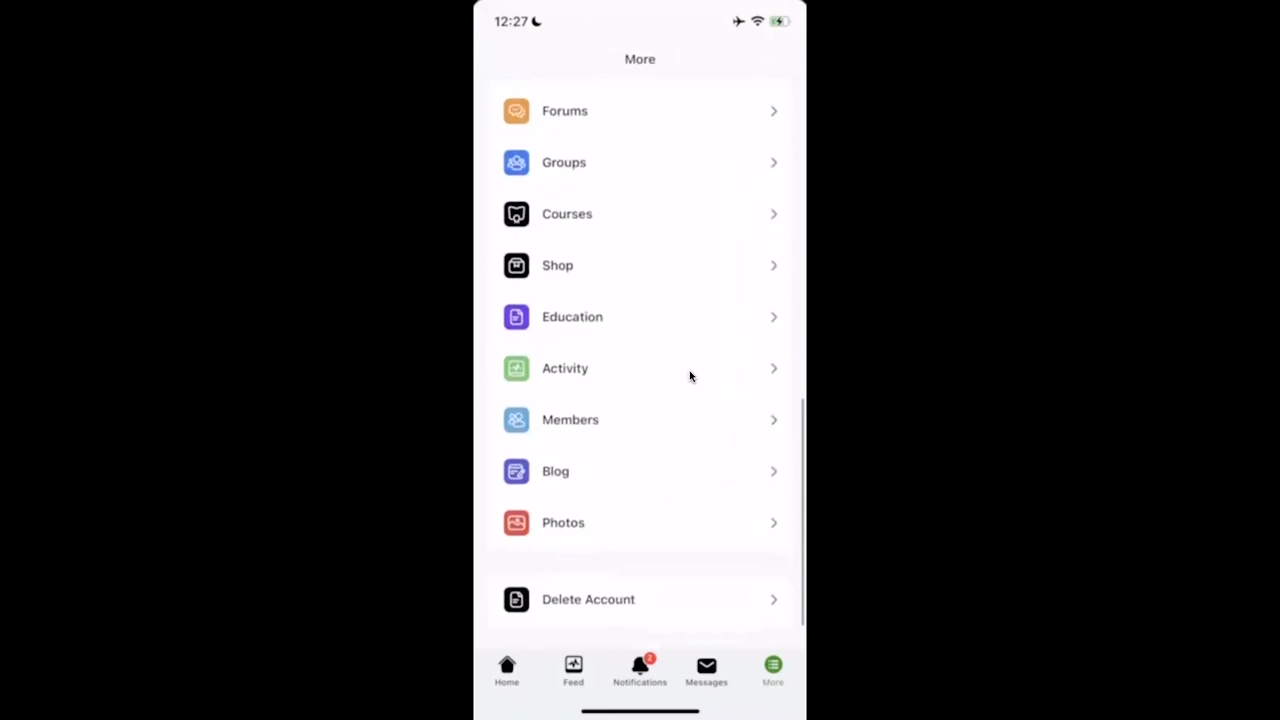 12:27
More
Forums
Groups
Courses
Shop
Education
Activity
Members
Blog
Photos
Delete Account
2
Home Feed Notifications Messages More